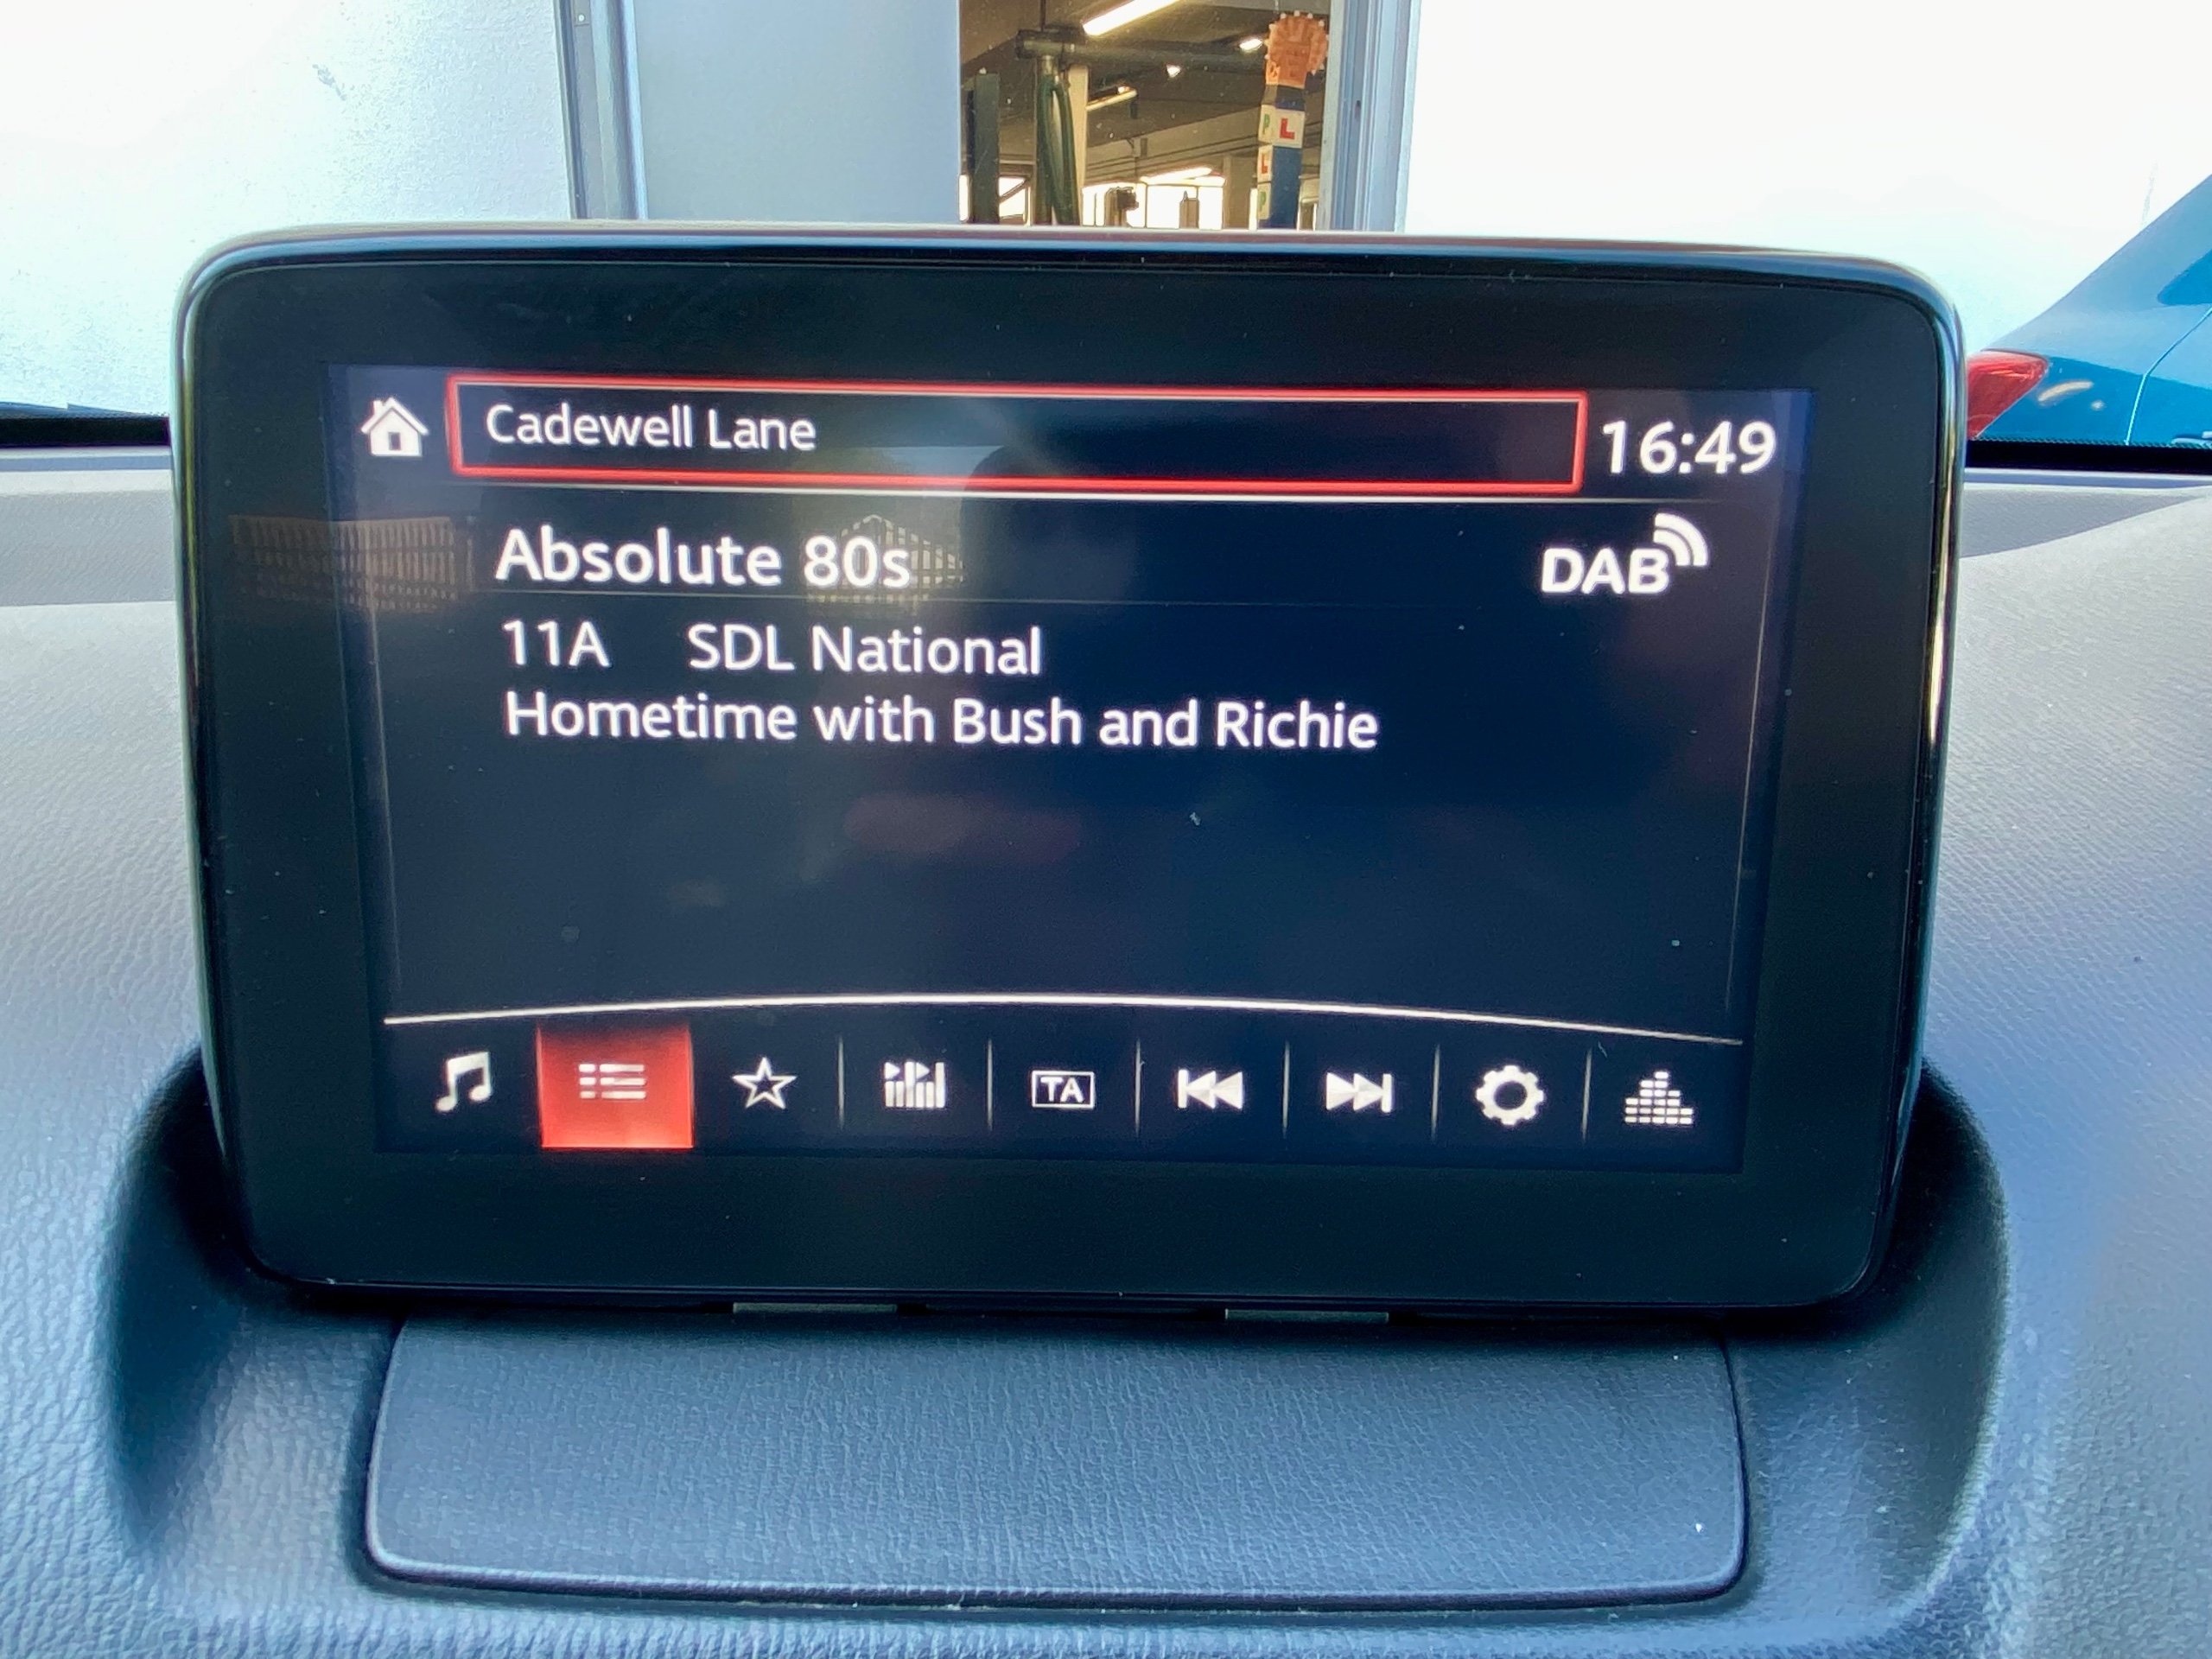 Cadewell Lane
16:49
Absolute 80s
DAB
11A SDL National
Hometime with Bush and Richie
TA
P L
L
P